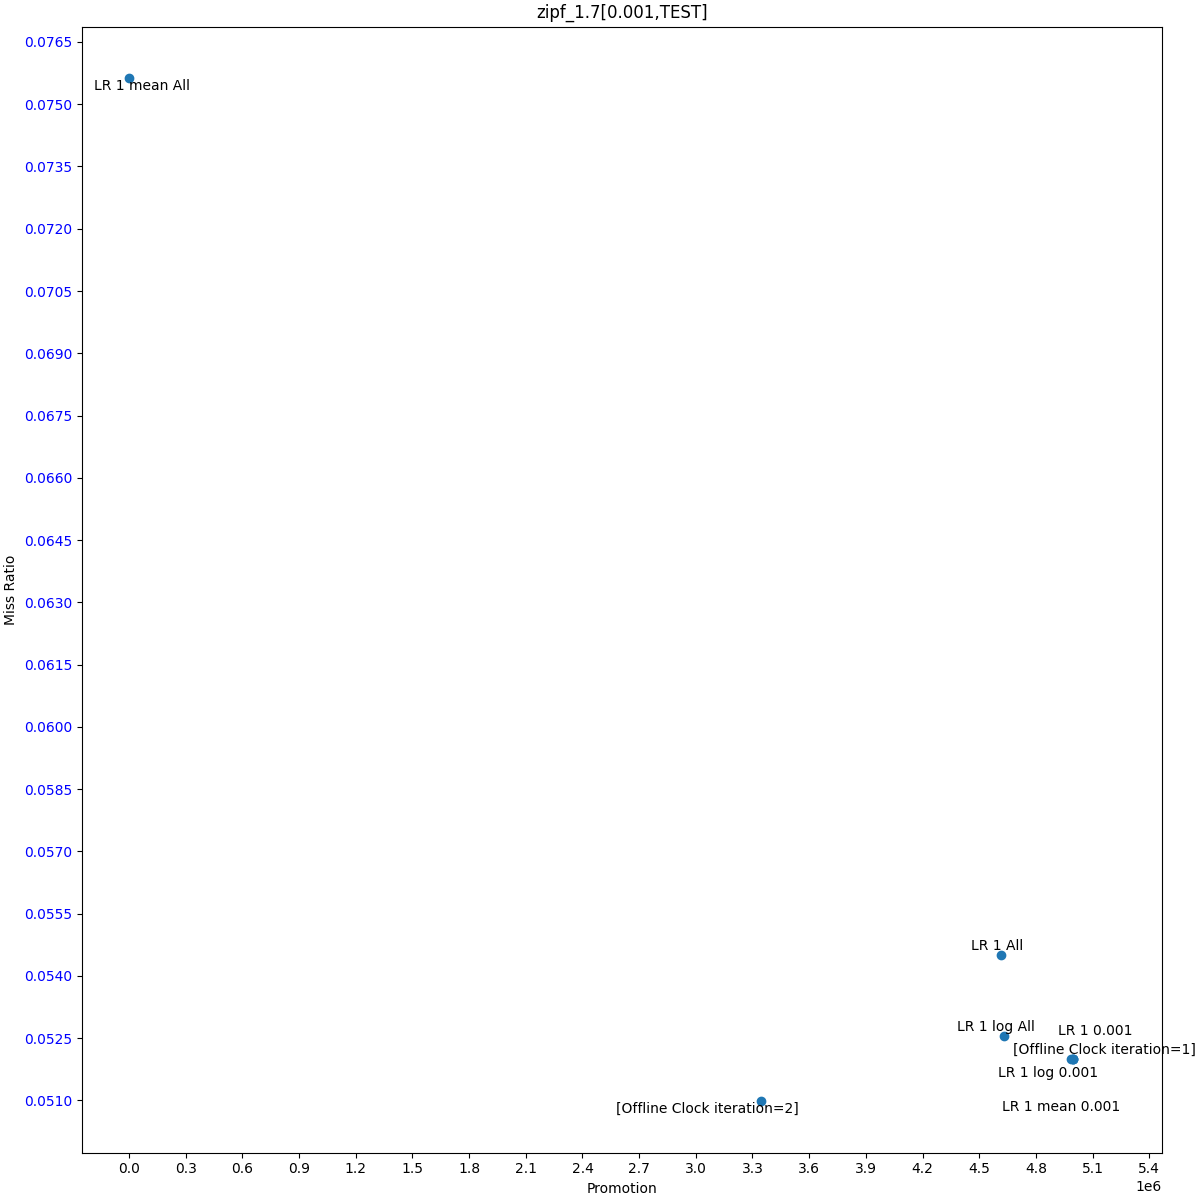 zipf_1.7[0.001,TEST]
0.0765
0.0750
0.0735
0.0720
0.0705
0.0690
0.0675
0.0660
0.0645
0.0630
0.0615
0.0600
0.0585
0.0570
0.0555
0.0540
0.0525
0.0510
Miss Ratio
LR 1 mean All
LR 1 All
LR 1 log All
LR 1 0.001
[Offline Clock iteration=1]
LR 1 log 0.001
[Offline Clock iteration=2]
LR 1 mean 0.001
0.0 0.3 0.6 0.9 1.2 1.5 1.8 2.1 2.4 2.7 3.0 3.3 3.6 3.9 4.2 4.5 4.8 5.1 5.4
1e6
Promotion